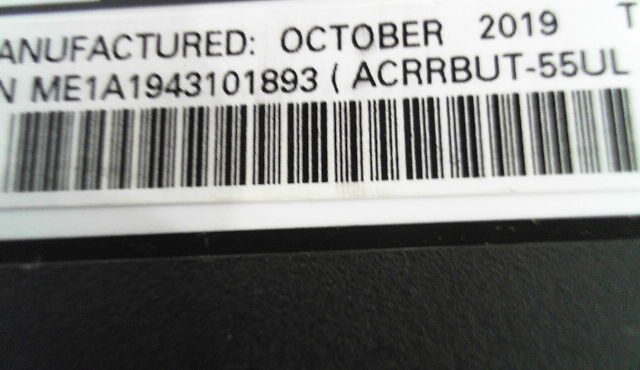 ANUFACTURED: OCTOBER 2019 T
N ME1A1943101893 ( ACRRBUT-55UL